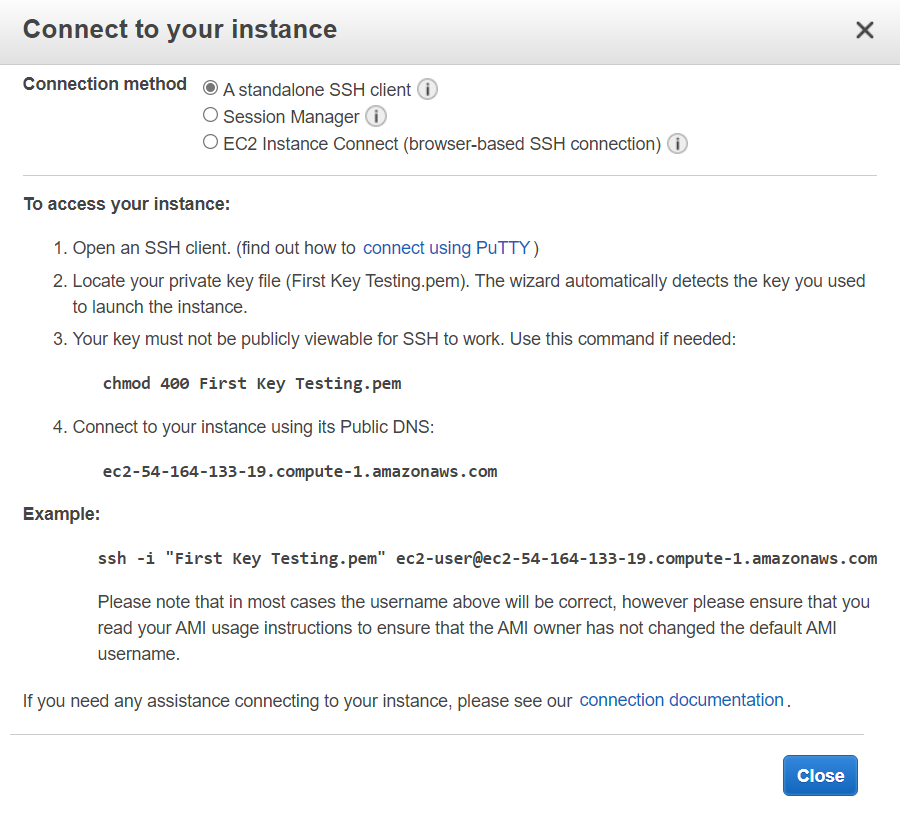 Connect to your instance
Connection method
A standalone SSH client
Session Manager
EC2 Instance Connect (browser-based SSH connection)
To access your instance:
1. Open an SSH client. (find out how to connect using PuTTY)
2. Locate your private key file (First Key Testing.pem). The wizard automatically detects the key you used
to launch the instance.
3. Your key must not be publicly viewable for SSH to work. Use this command if needed:
chmod 400 First Key Testing.pem
4. Connect to your instance using its Public DNS:
ec2-54-164-133-19.compute-1.amazonaws.com
Example:
ssh -i "First Key Testing.pem" ec2-user@ec2-54-164-133-19.compute-1.amazonaws.com
Please note that in most cases the username above will be correct, however please ensure that you
read your AMI usage instructions to ensure that the AMI owner has not changed the default AMI
username.
If you need any assistance connecting to your instance, please see our connection documentation.
Close